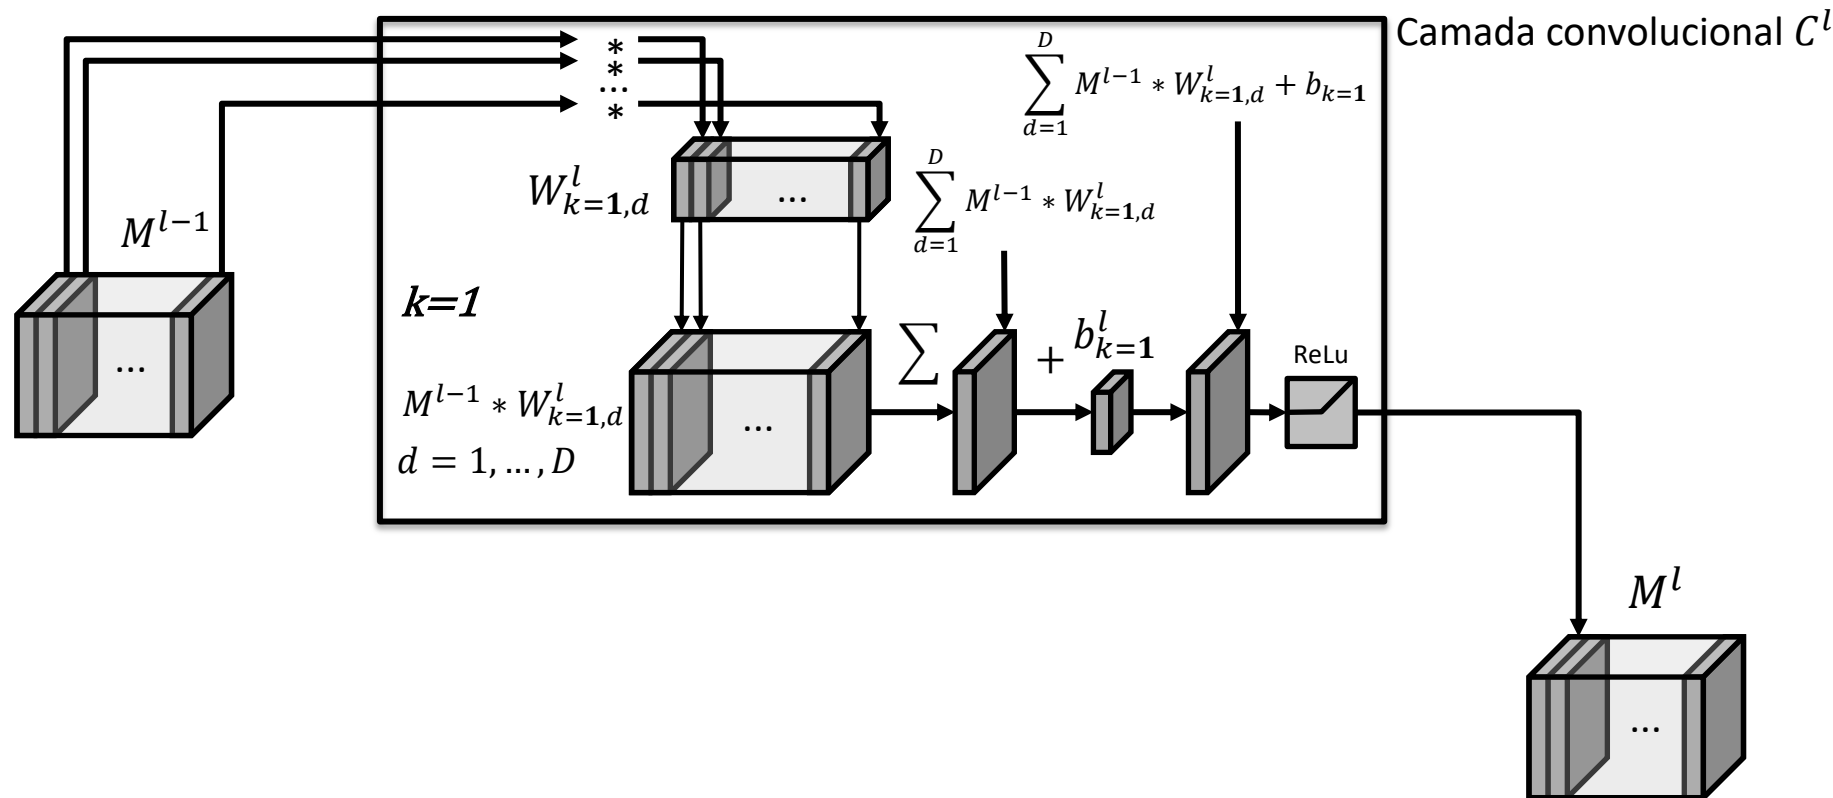 Camada convolucional C^l
*
*
...
*
∑_{d=1}^{D} M^{l−1} ∗ W^l_{k=1,d} + b_{k=1}
∑_{d=1}^{D} M^{l−1} ∗ W^l_{k=1,d}
W^l_{k=1,d}
...
M^{l−1}
...
k=1
∑
+
b^l_{k=1}
ReLu
M^{l−1} ∗ W^l_{k=1,d}
d = 1, … , D
...
M^l
...